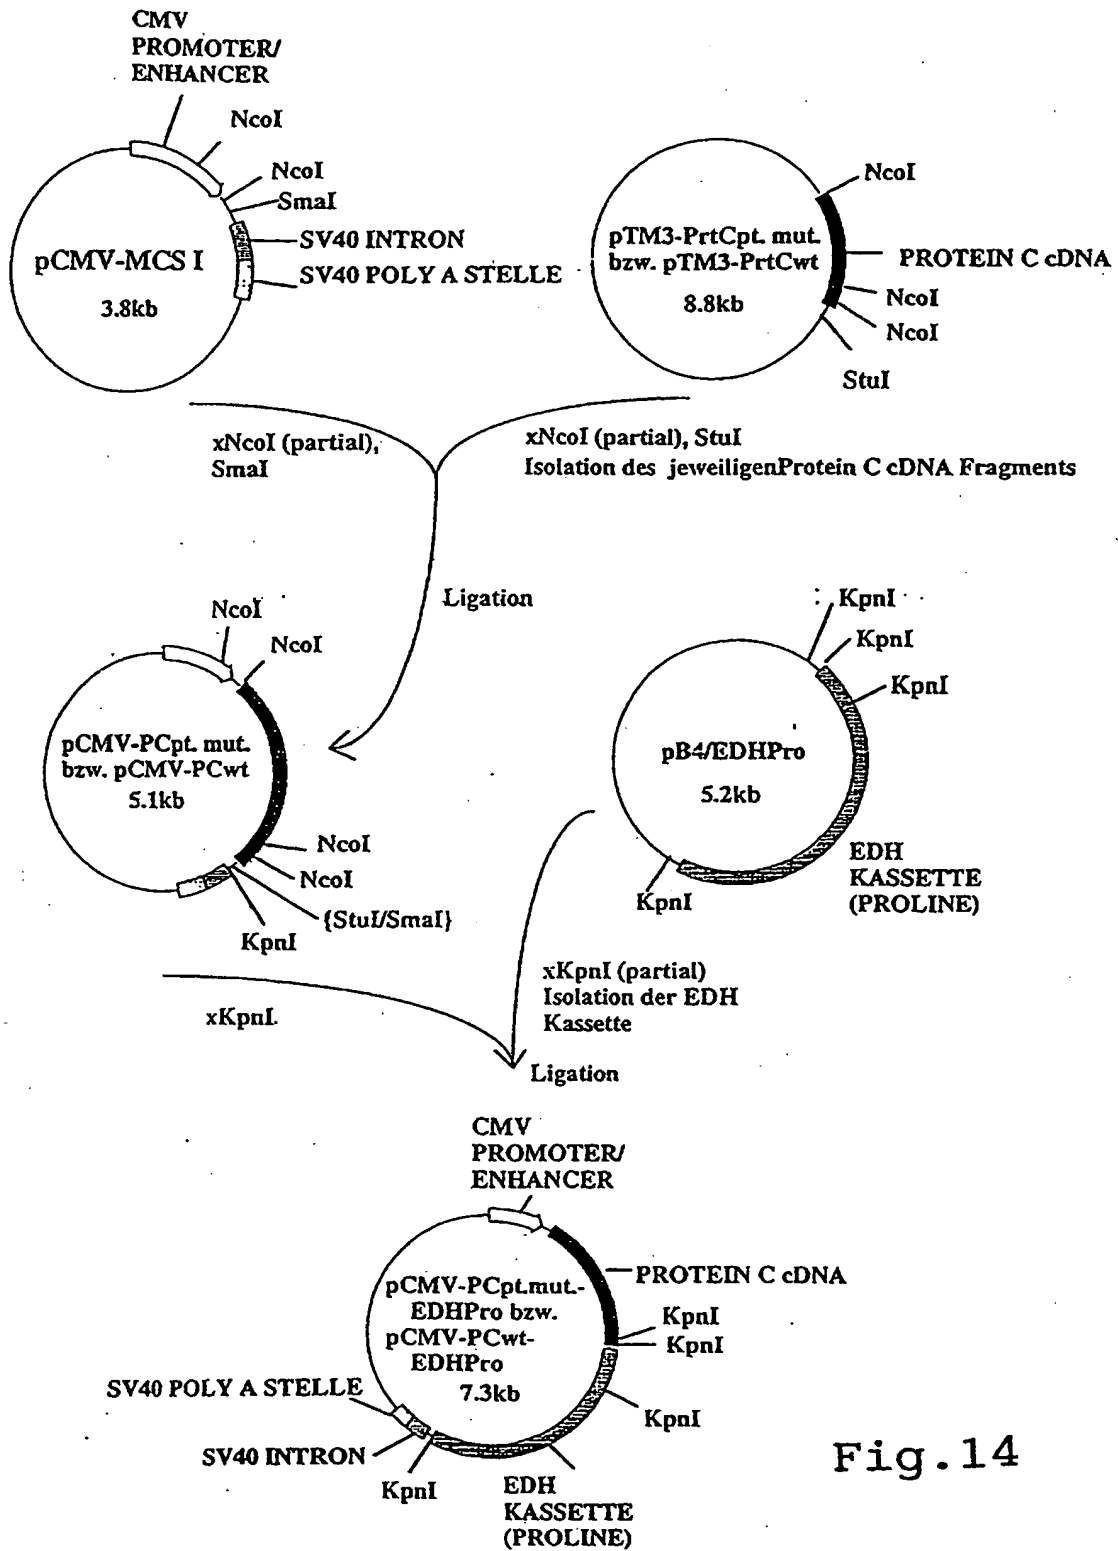 CMV
PROMOTER/
ENHANCER
NcoI
NcoI
SmaI
SV40 INTRON
SV40 POLY A STELLE
pCMV-MCS I
3.8kb
NcoI
pTM3-PrtCpt. mut.
bzw. pTM3-PrtCwt
8.8kb
PROTEIN C cDNA
NcoI
NcoI
StuI
xNcoI (partial),
SmaI
xNcoI (partial), StuI
Isolation des jeweiligenProtein C cDNA Fragments
Ligation
NcoI
NcoI
pCMV-PCpt. mut.
bzw. pCMV-PCwt
5.1kb
NcoI
NcoI
{StuI/SmaI}
KpnI
KpnI
KpnI
KpnI
pB4/EDHPro
5.2kb
EDH
KASSETTE
(PROLINE)
KpnI
xKpnI
xKpnI (partial)
Isolation der EDH
Kassette
Ligation
CMV
PROMOTER/
ENHANCER
pCMV-PCpt.mut.-
EDHPro bzw.
pCMV-PCwt-
EDHPro
7.3kb
PROTEIN C cDNA
KpnI
KpnI
KpnI
SV40 POLY A STELLE
SV40 INTRON
KpnI
EDH
KASSETTE
(PROLINE)
Fig.14